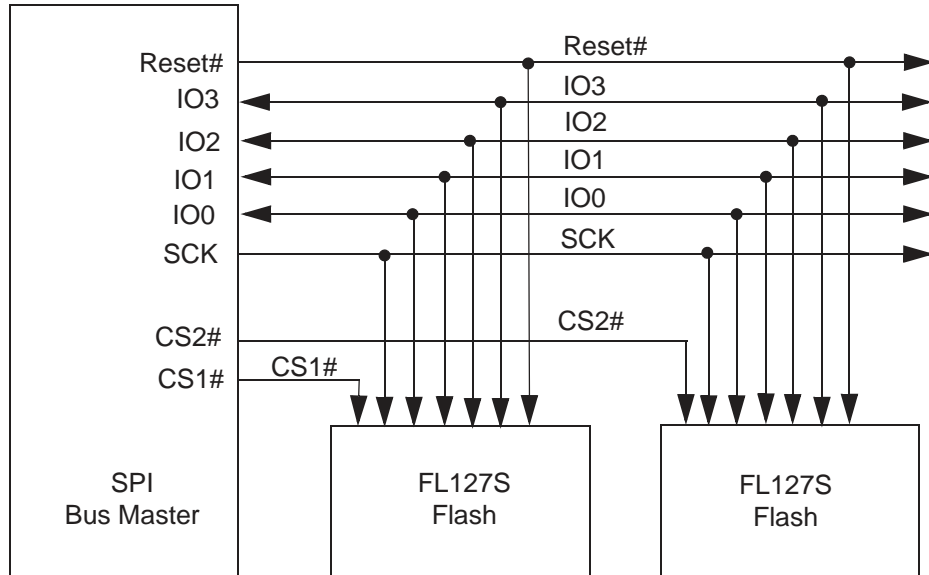 Reset# Reset#
IO3 IO3
IO2 IO2
IO1 IO1
IO0 IO0
SCK SCK
CS2# CS2#
CS1# CS1#
SPI
Bus Master
FL127S
Flash
FL127S
Flash